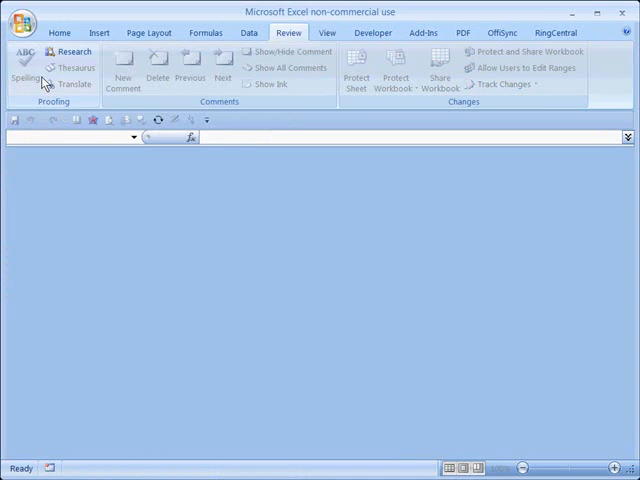 Microsoft Excel non-commercial use
Home Insert Page Layout Formulas Data Review View Developer Add-Ins PDF OffiSync RingCentral
ABC
Spelling
Research
Thesaurus
Translate
Proofing
New
Comment
Delete
Previous
Next
Show/Hide Comment
Show All Comments
Show Ink
Comments
Protect
Sheet
Protect
Workbook
Share
Workbook
Protect and Share Workbook
Allow Users to Edit Ranges
Track Changes
Changes
fx
Ready
100%